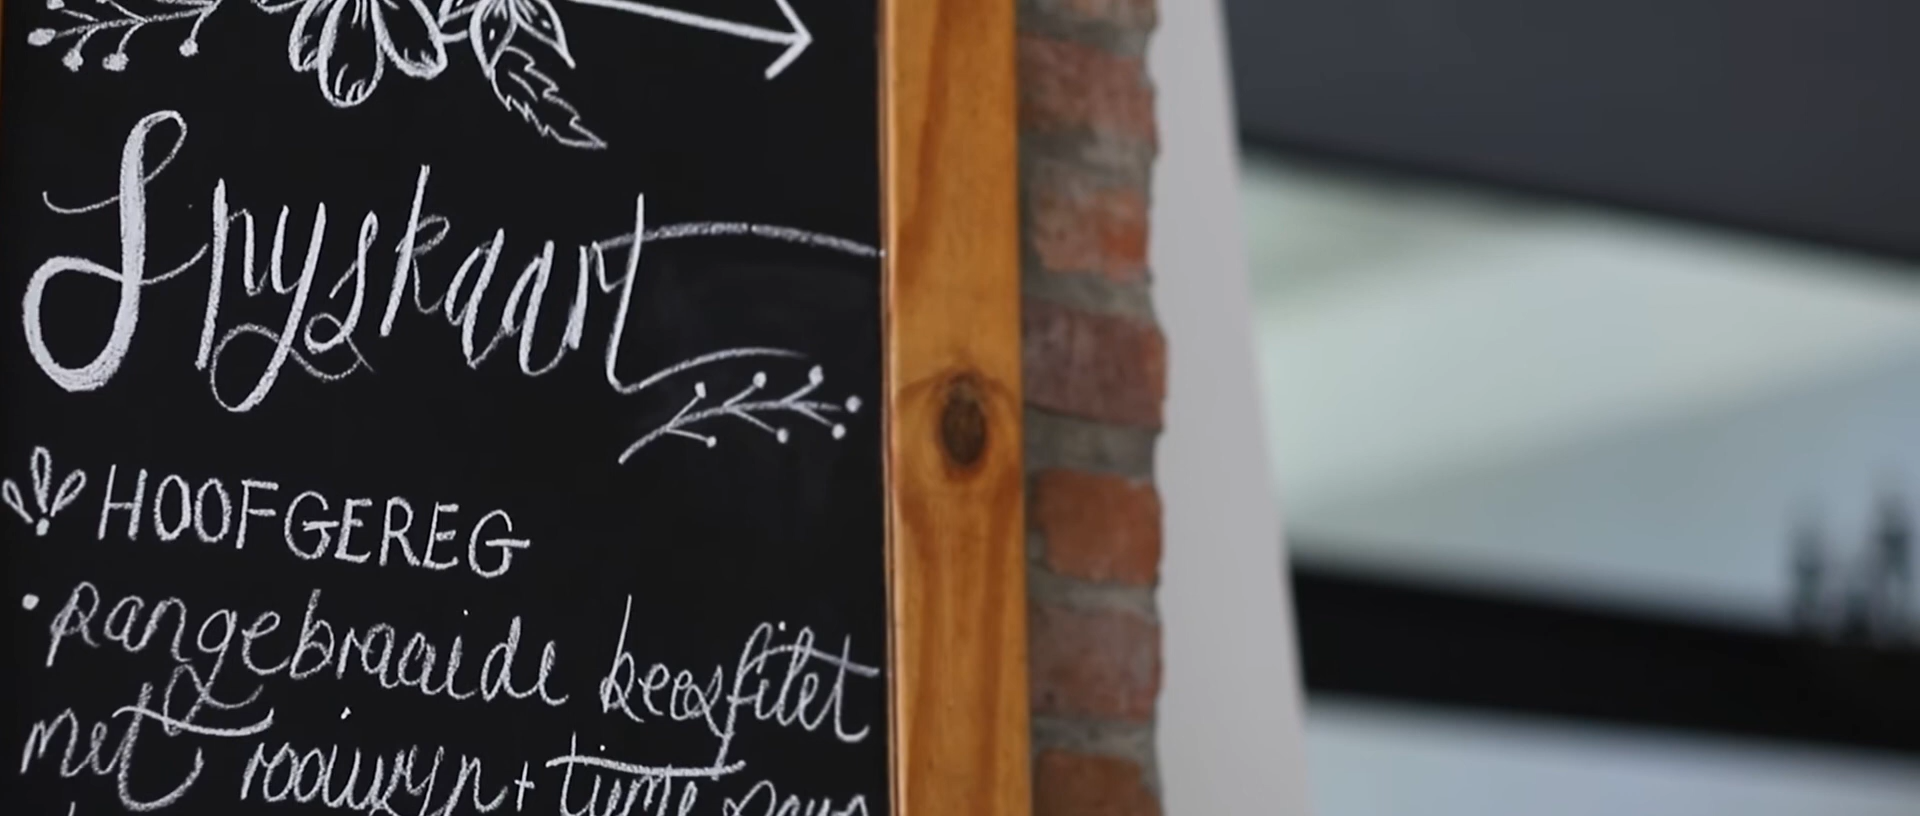 Spyskaart
HOOFGEREG
• Pangebraaide beesfilet
met rooiwyn + tiemie sous